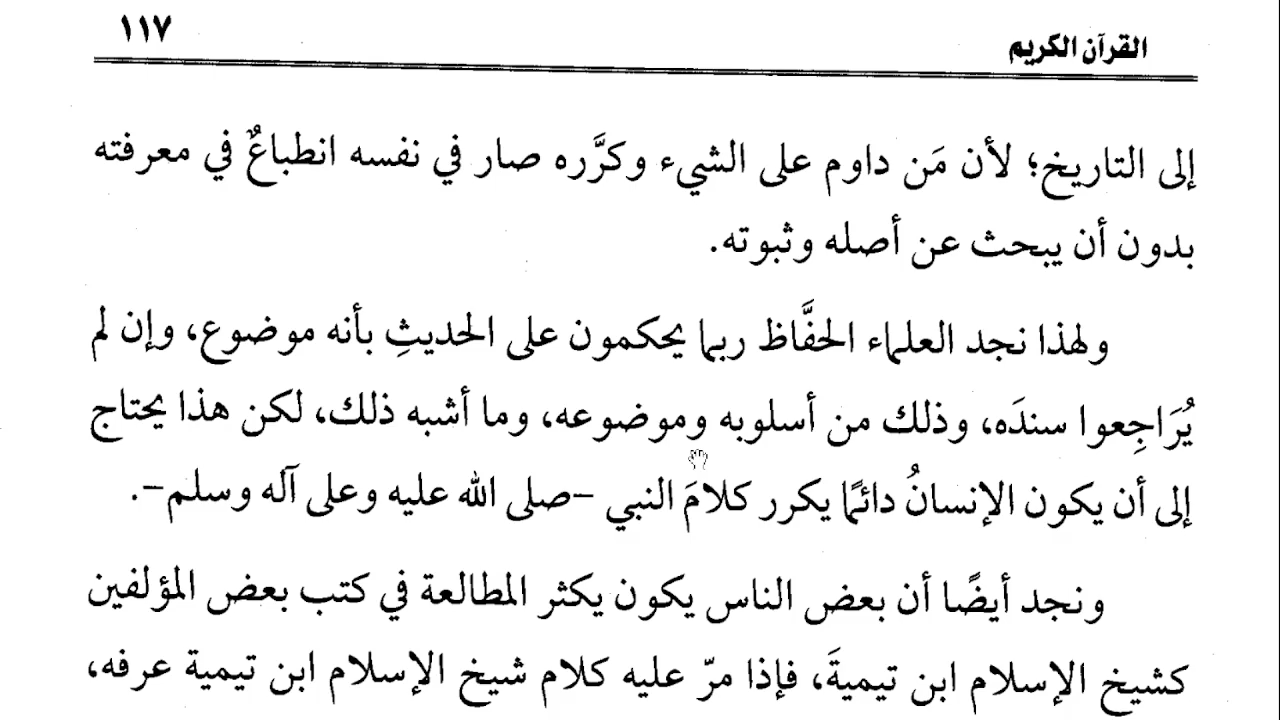 القرآن الكريم ١١٧
إلى التاريخ؛ لأن مَن داوم على الشيء وكرَّره صار في نفسه انطباعٌ في معرفته
بدون أن يبحث عن أصله وثبوته.
ولهذا نجد العلماء الحفَّاظ ربما يحكمون على الحديثِ بأنه موضوع، وإن لم
يُرَاجِعوا سندَه، وذلك من أسلوبه وموضوعه، وما أشبه ذلك، لكن هذا يحتاج
إلى أن يكون الإنسانُ دائمًا يكرر كلامَ النبي -صلى الله عليه وعلى آله وسلم-.
ونجد أيضًا أن بعض الناس يكون يكثر المطالعة في كتب بعض المؤلفين
كشيخ الإسلام ابن تيميةَ، فإذا مرّ عليه كلام شيخ الإسلام ابن تيمية عرفه،